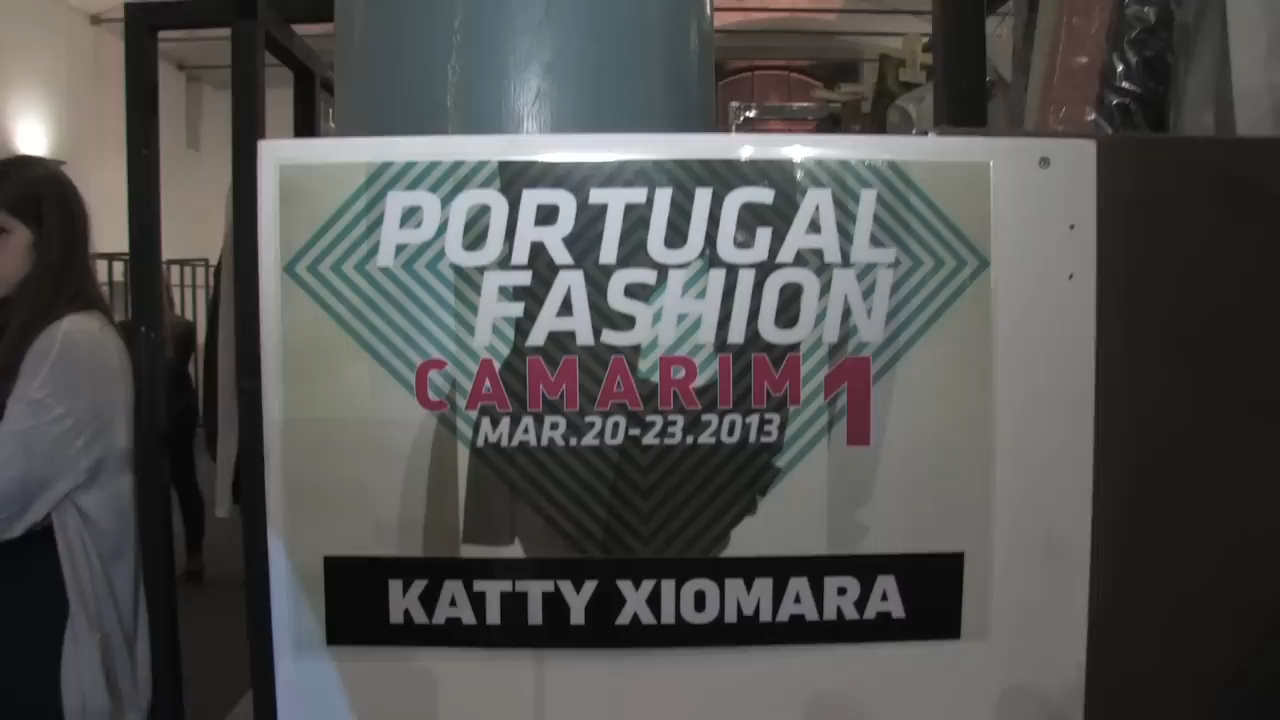 PORTUGAL
FASHION
CAMARIM 1
MAR.20-23.2013
KATTY XIOMARA